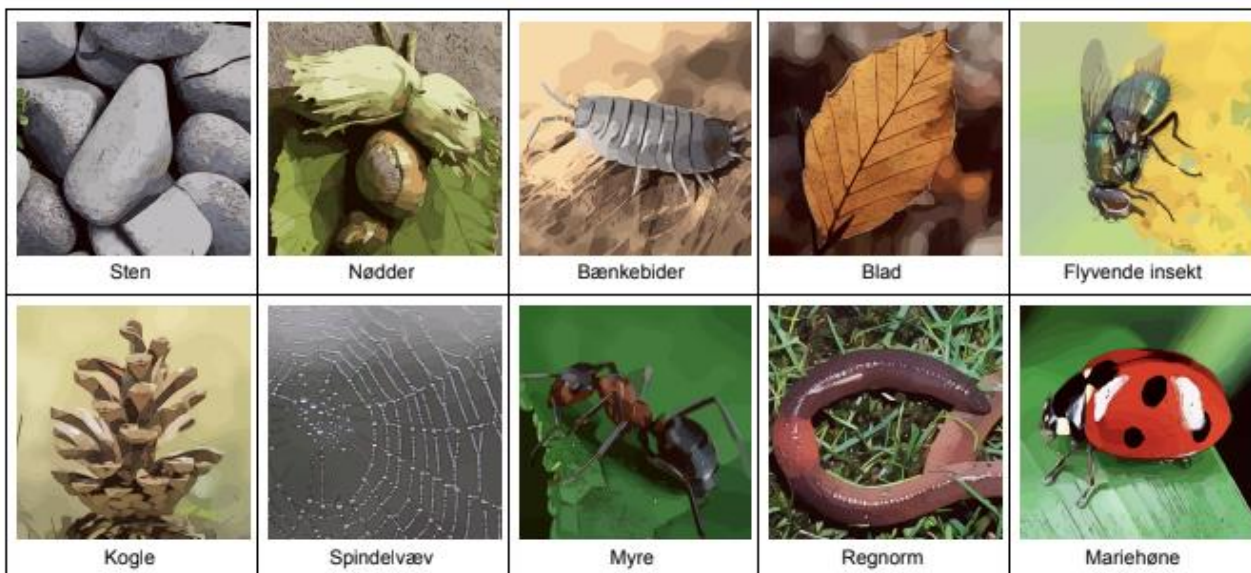 Sten
Nødder
Bænkebider
Blad
Flyvende insekt
Kogle
Spindelvæv
Myre
Regnorm
Mariehøne